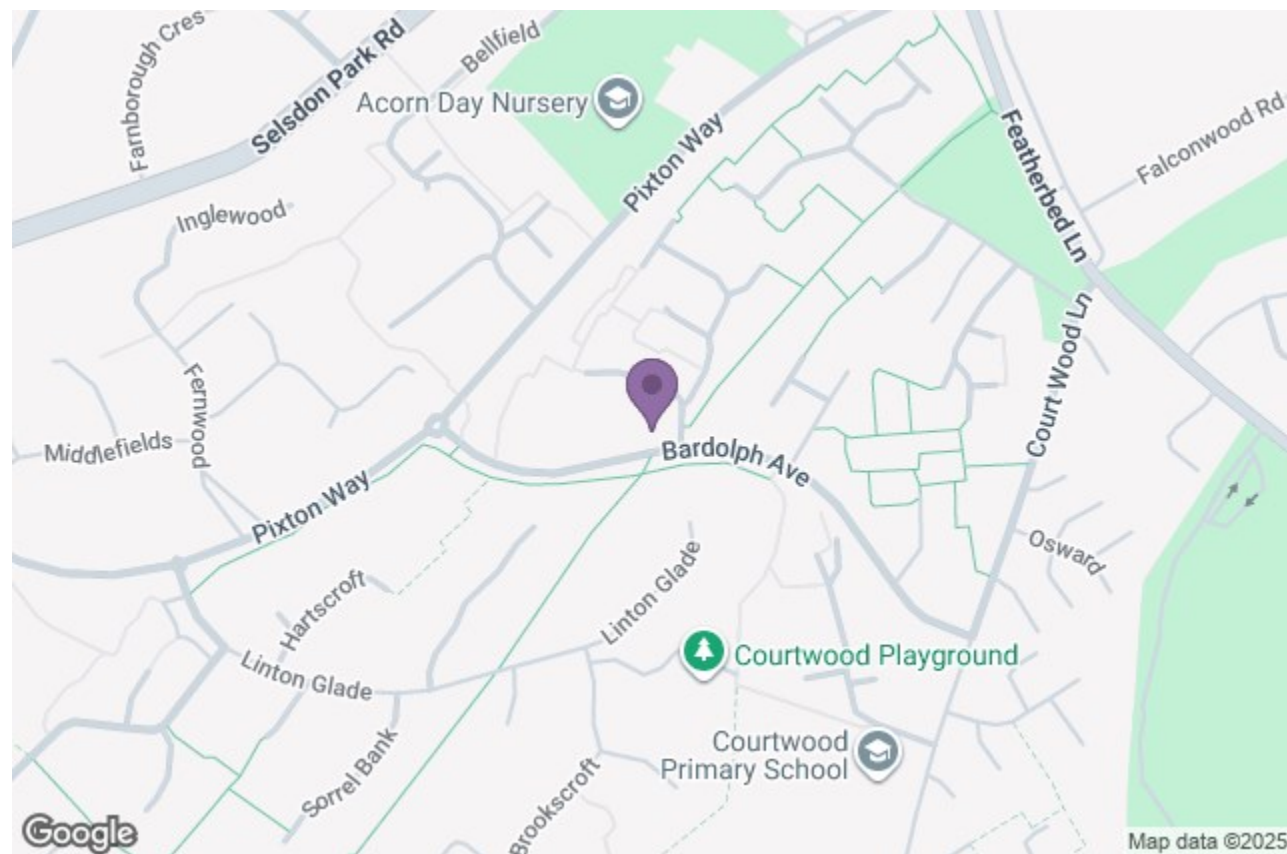 Farnborough Cres
Selsdon Park Rd
Bellfield
Acorn Day Nursery
Pixton Way
Featherbed Ln
Falconwood Rd
Inglewood
Fernwood
Middlefields
Court Wood Ln
Bardolph Ave
Pixton Way
Osward
Hartscroft
Linton Glade
Linton Glade
Courtwood Playground
Courtwood
Primary School
Sorrel Bank
Brookscroft
Google
Map data ©2025